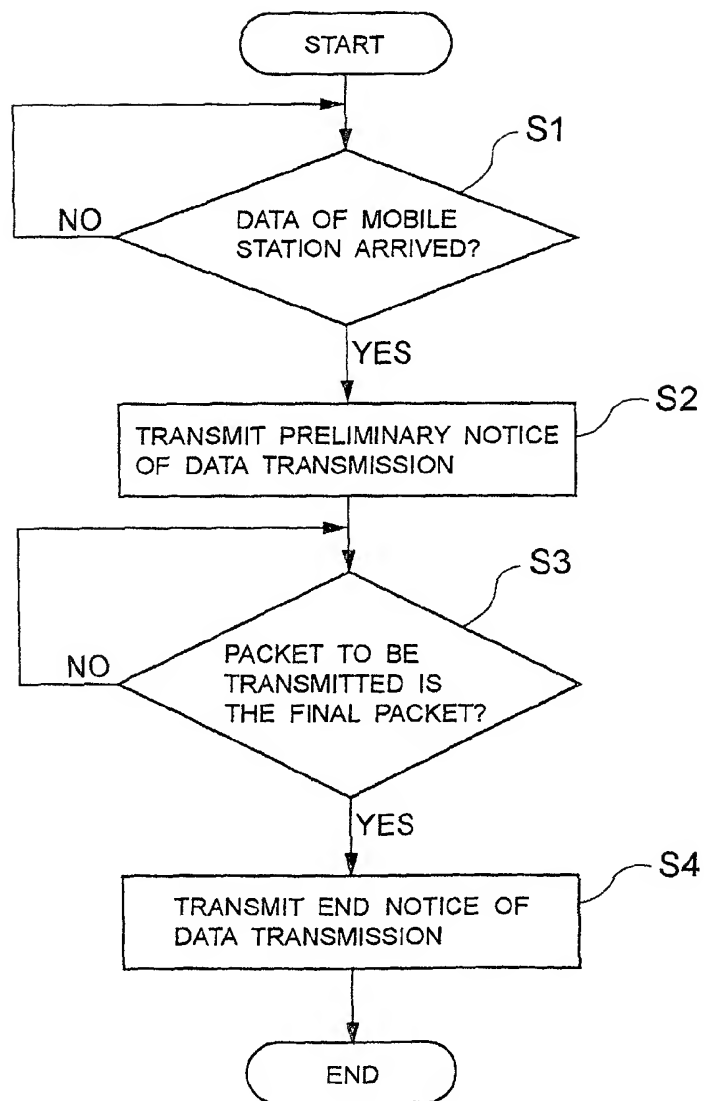 START
S1
DATA OF MOBILE
STATION ARRIVED?
NO
YES
S2
TRANSMIT PRELIMINARY NOTICE
OF DATA TRANSMISSION
S3
PACKET TO BE
TRANSMITTED IS
THE FINAL PACKET?
NO
YES
S4
TRANSMIT END NOTICE OF
DATA TRANSMISSION
END